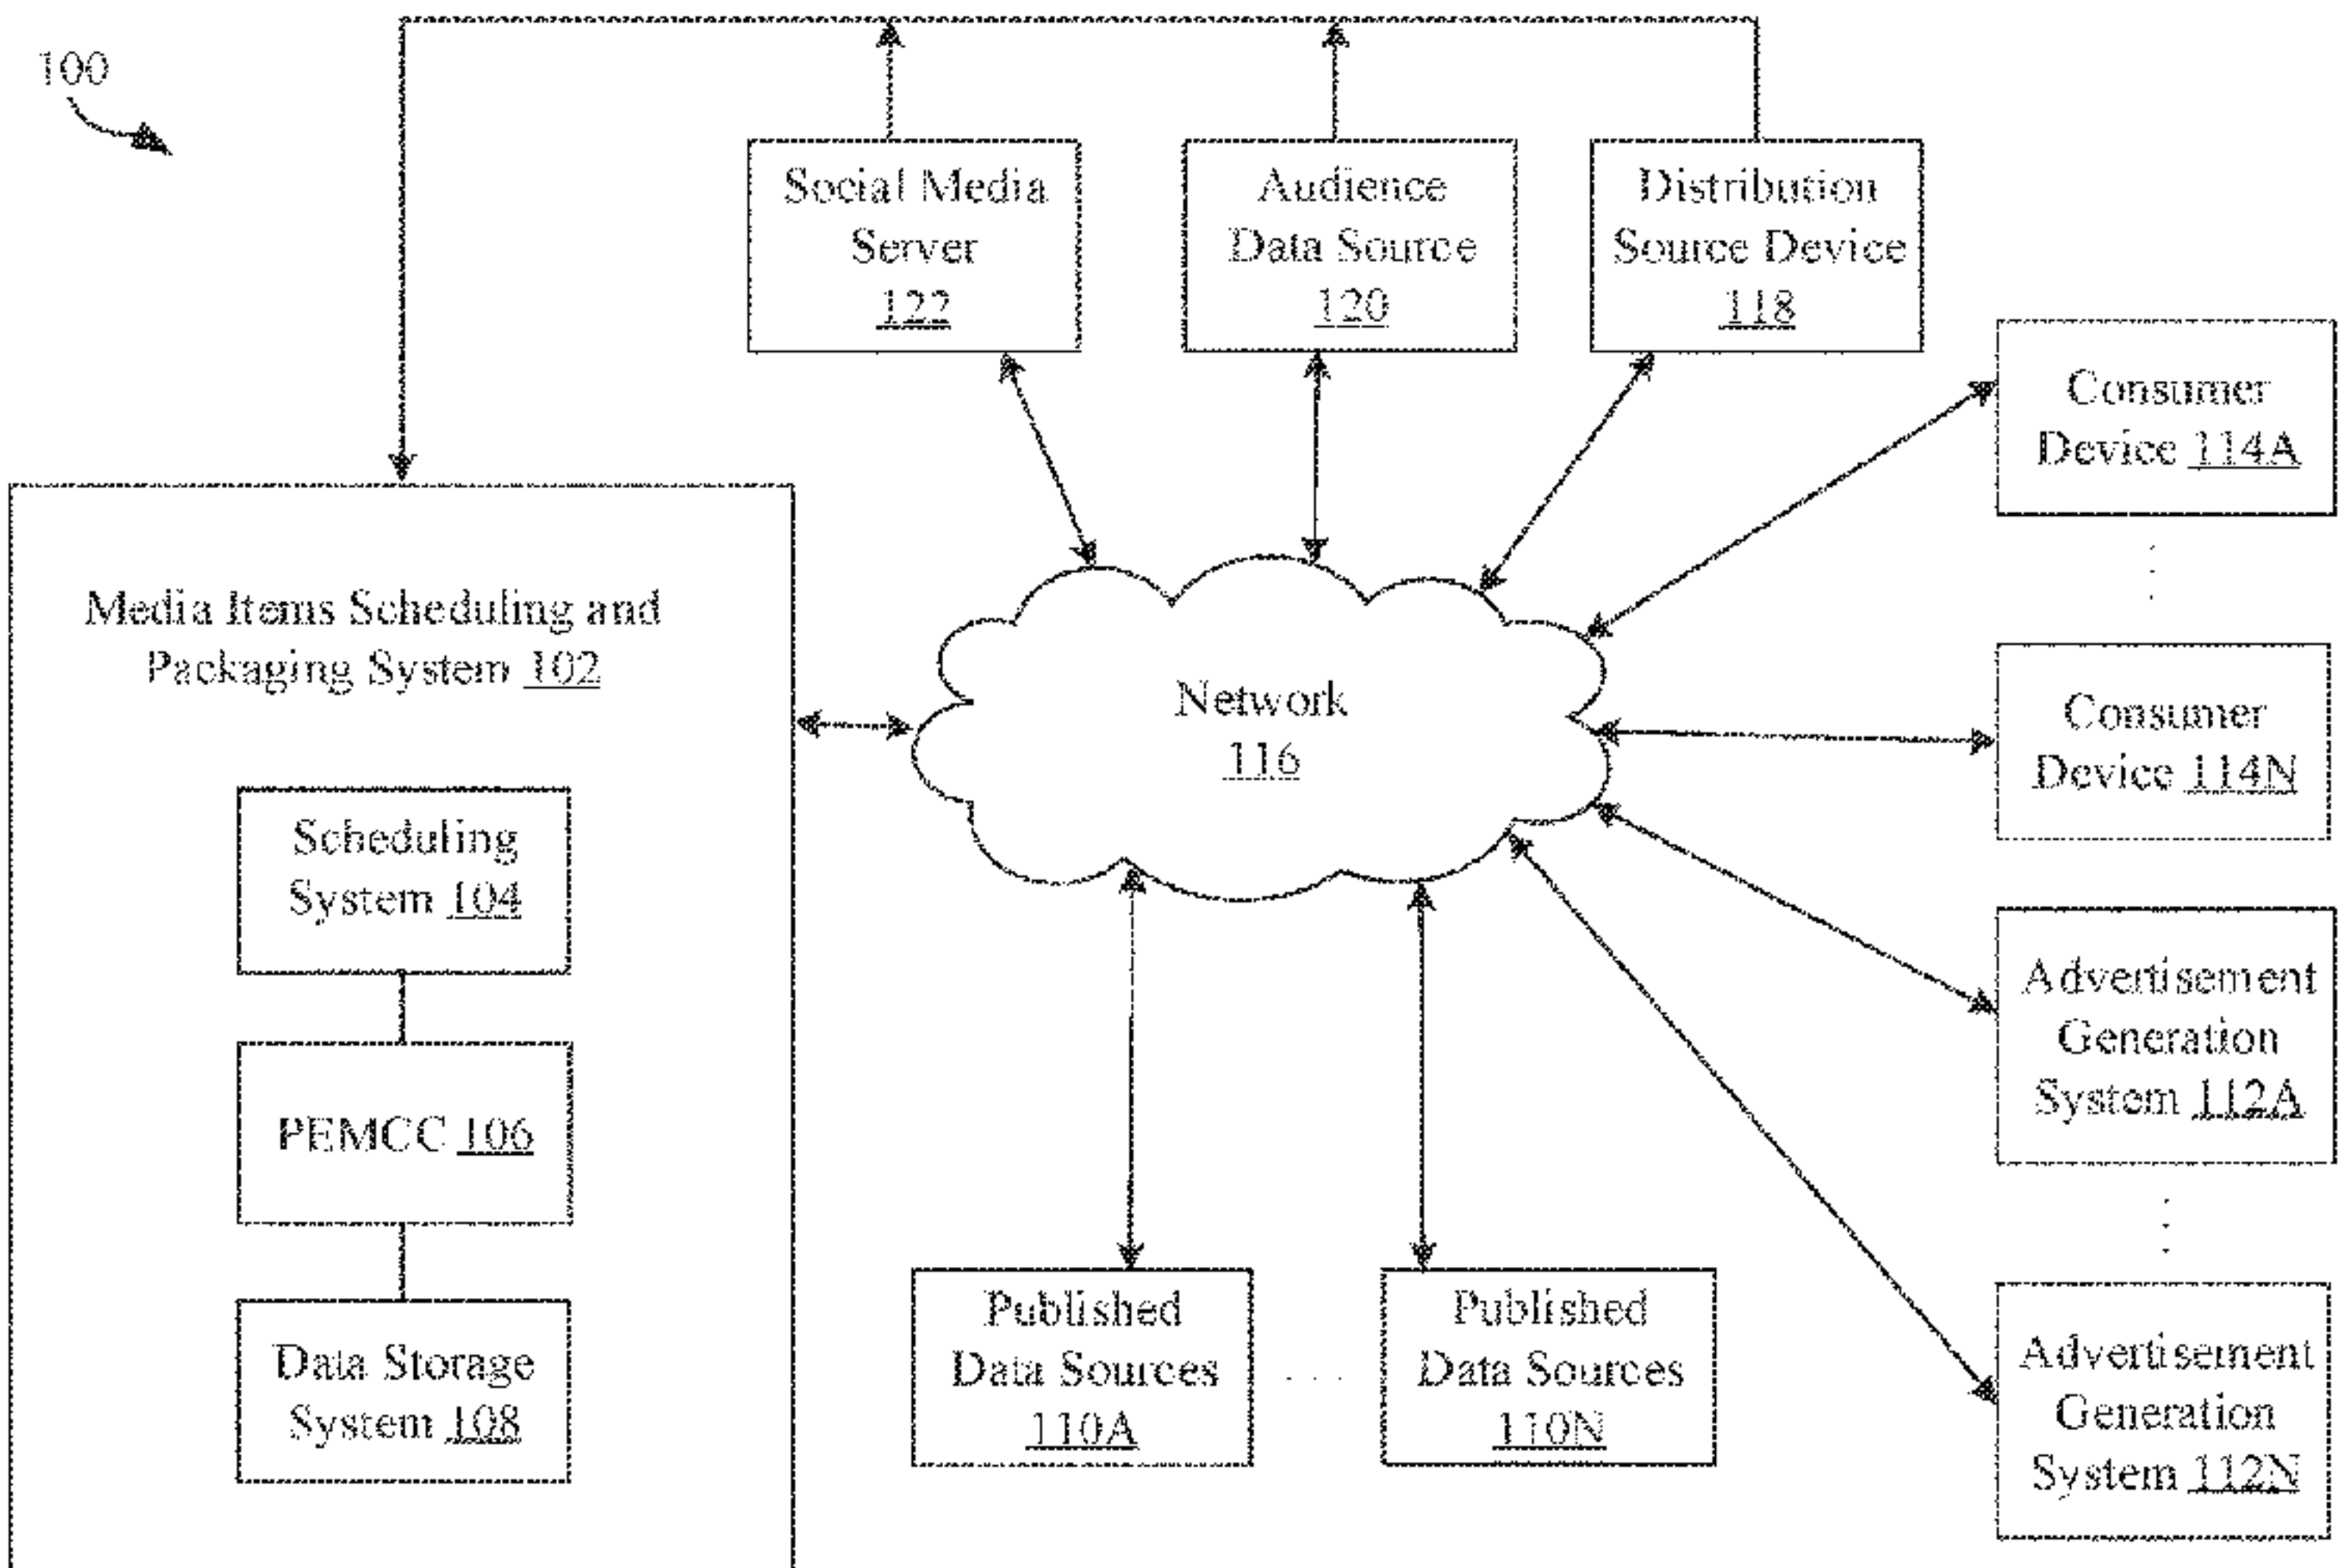 100
Social Media
Server
122
Audience
Data Source
120
Distribution
Source Device
118
Consumer
Device 114A
Media Items Scheduling and
Packaging System 102
Network
116
Consumer
Device 114N
Scheduling
System 104
Advertisement
Generation
System 112A
PEMCC 106
Published
Data Sources
110A
. . .
Published
Data Sources
110N
Data Storage
System 108
Advertisement
Generation
System 112N